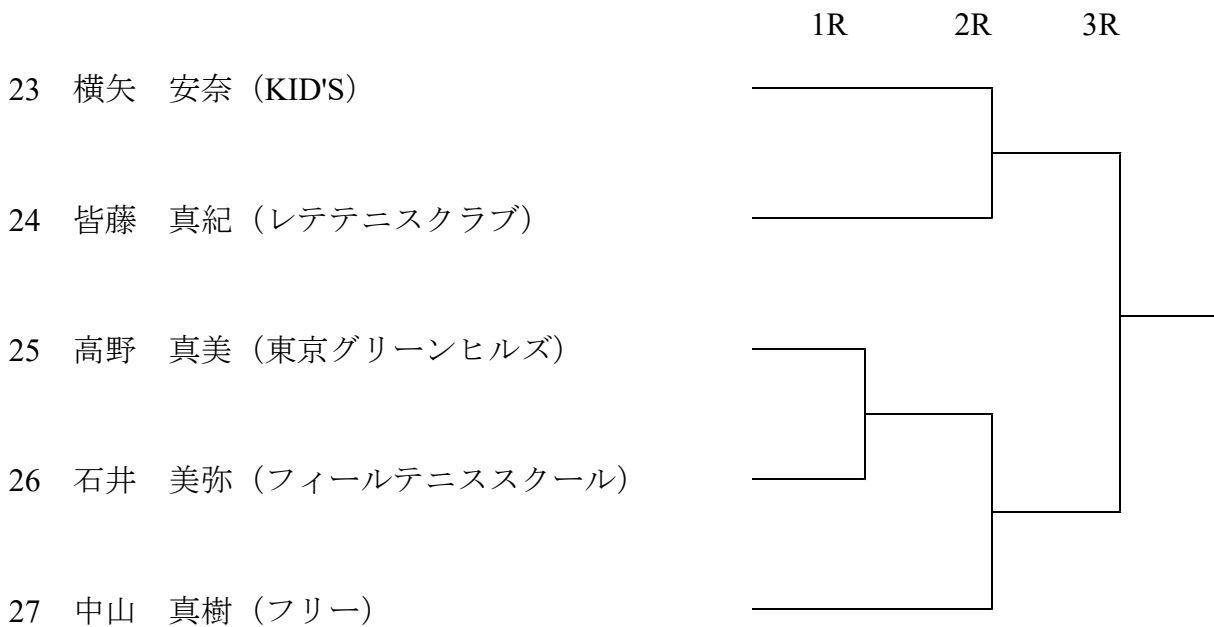 1R 2R 3R
23 横矢 安奈（KID'S）
24 皆藤 真紀（レテテニスクラブ）
25 高野 真美（東京グリーンヒルズ）
26 石井 美弥（フィールテニススクール）
27 中山 真樹（フリー）